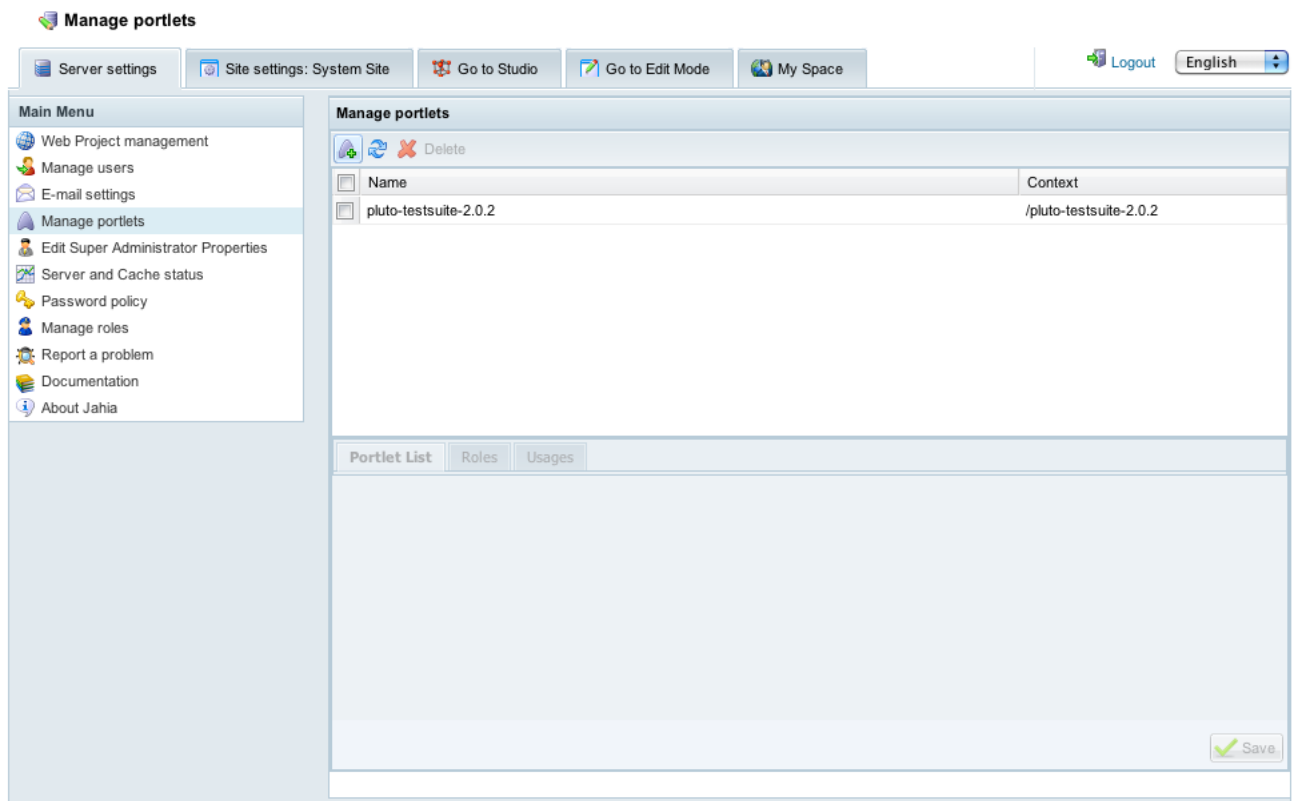 Manage portlets
Server settings
Site settings: System Site
Go to Studio
Go to Edit Mode
My Space
Logout
English
Main Menu
Web Project management
Manage users
E-mail settings
Manage portlets
Edit Super Administrator Properties
Server and Cache status
Password policy
Manage roles
Report a problem
Documentation
About Jahia
Manage portlets
Delete
Name Context
pluto-testsuite-2.0.2 /pluto-testsuite-2.0.2
Portlet List Roles Usages
Save